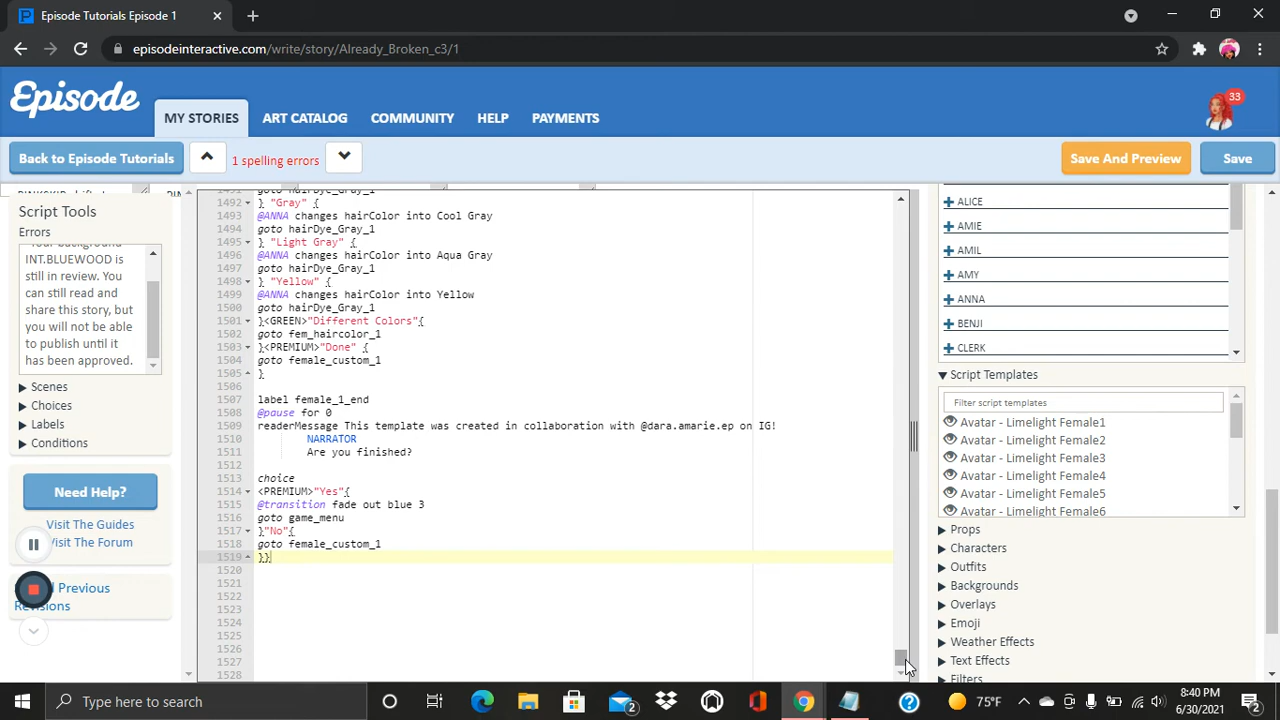 Episode Tutorials Episode 1
episodeinteractive.com/write/story/Already_Broken_c3/1
Episode
MY STORIES
ART CATALOG
COMMUNITY
HELP
PAYMENTS
33
Back to Episode Tutorials
1 spelling errors
Save And Preview
Save
Script Tools
Errors
Your background
INT.BLUEWOOD is
still in review. You
can still read and
share this story, but
you will not be able
to publish until it
has been approved.
Scenes
Choices
Labels
Conditions
Need Help?
Visit The Guides
Visit The Forum
Previous
Revisions
1491 goto hairDye_Gray_1
1492 } "Gray" {
1493 @ANNA changes hairColor into Cool Gray
1494 goto hairDye_Gray_1
1495 } "Light Gray" {
1496 @ANNA changes hairColor into Aqua Gray
1497 goto hairDye_Gray_1
1498 } "Yellow" {
1499 @ANNA changes hairColor into Yellow
1500 goto hairDye_Gray_1
1501 }<GREEN>"Different Colors"{
1502 goto fem_haircolor_1
1503 }<PREMIUM>"Done" {
1504 goto female_custom_1
1505 }
1506
1507 label female_1_end
1508 @pause for 0
1509 readerMessage This template was created in collaboration with @dara.amarie.ep on IG!
1510 NARRATOR
1511 Are you finished?
1512
1513 choice
1514 <PREMIUM>"Yes"{
1515 @transition fade out blue 3
1516 goto game_menu
1517 }"No"{
1518 goto female_custom_1
1519 }}
1520
1521
1522
1523
1524
1525
1526
1527
1528
ALICE
AMIE
AMIL
AMY
ANNA
BENJI
CLERK
Script Templates
Filter script templates
Avatar - Limelight Female1
Avatar - Limelight Female2
Avatar - Limelight Female3
Avatar - Limelight Female4
Avatar - Limelight Female5
Avatar - Limelight Female6
Props
Characters
Outfits
Backgrounds
Overlays
Emoji
Weather Effects
Text Effects
Filters
Type here to search
2
75°F
8:40 PM
6/30/2021
2